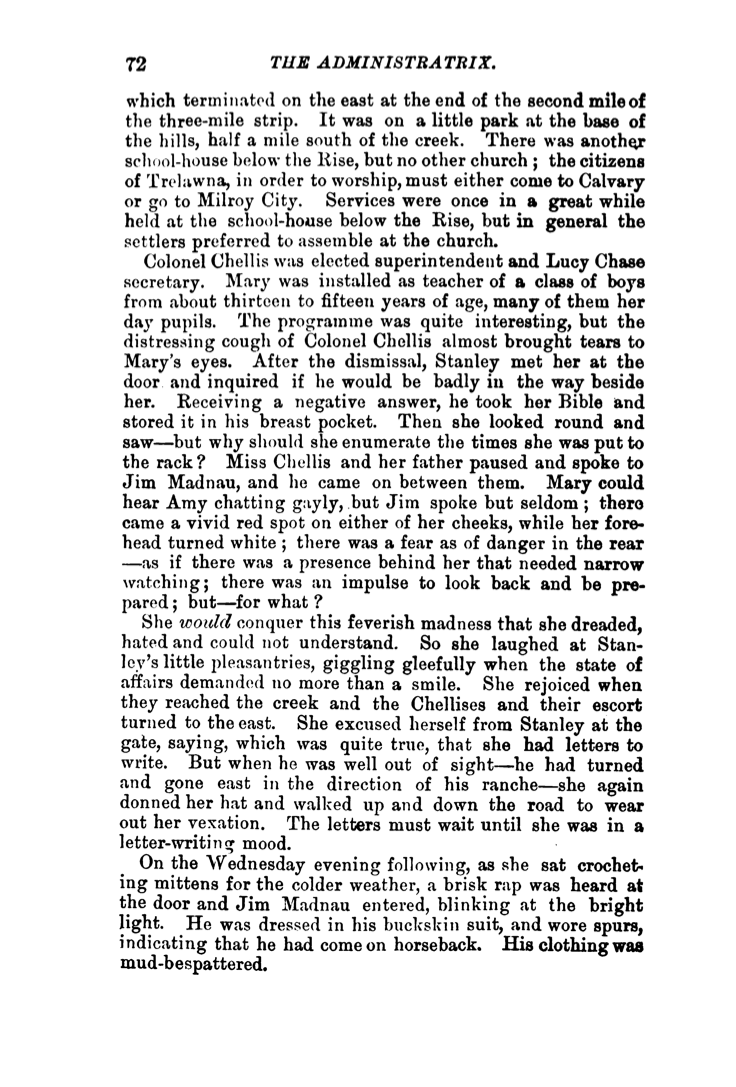 72 THE ADMINISTRATRIX.
which terminated on the east at the end of the second mile of
the three-mile strip. It was on a little park at the base of
the hills, half a mile south of the creek. There was another
school-house below the Rise, but no other church; the citizens
of Trelawna, in order to worship, must either come to Calvary
or go to Milroy City. Services were once in a great while
held at the school-house below the Rise, but in general the
settlers preferred to assemble at the church.
Colonel Chellis was elected superintendent and Lucy Chase
secretary. Mary was installed as teacher of a class of boys
from about thirteen to fifteen years of age, many of them her
day pupils. The programme was quite interesting, but the
distressing cough of Colonel Chellis almost brought tears to
Mary's eyes. After the dismissal, Stanley met her at the
door and inquired if he would be badly in the way beside
her. Receiving a negative answer, he took her Bible and
stored it in his breast pocket. Then she looked round and
saw—but why should she enumerate the times she was put to
the rack? Miss Chellis and her father paused and spoke to
Jim Madnau, and he came on between them. Mary could
hear Amy chatting gayly, but Jim spoke but seldom; there
came a vivid red spot on either of her cheeks, while her fore-
head turned white; there was a fear as of danger in the rear
—as if there was a presence behind her that needed narrow
watching; there was an impulse to look back and be pre-
pared; but—for what?
She would conquer this feverish madness that she dreaded,
hated and could not understand. So she laughed at Stan-
ley's little pleasantries, giggling gleefully when the state of
affairs demanded no more than a smile. She rejoiced when
they reached the creek and the Chellises and their escort
turned to the east. She excused herself from Stanley at the
gate, saying, which was quite true, that she had letters to
write. But when he was well out of sight—he had turned
and gone east in the direction of his ranche—she again
donned her hat and walked up and down the road to wear
out her vexation. The letters must wait until she was in a
letter-writing mood.
On the Wednesday evening following, as she sat crochet-
ing mittens for the colder weather, a brisk rap was heard at
the door and Jim Madnau entered, blinking at the bright
light. He was dressed in his buckskin suit, and wore spurs,
indicating that he had come on horseback. His clothing was
mud-bespattered.